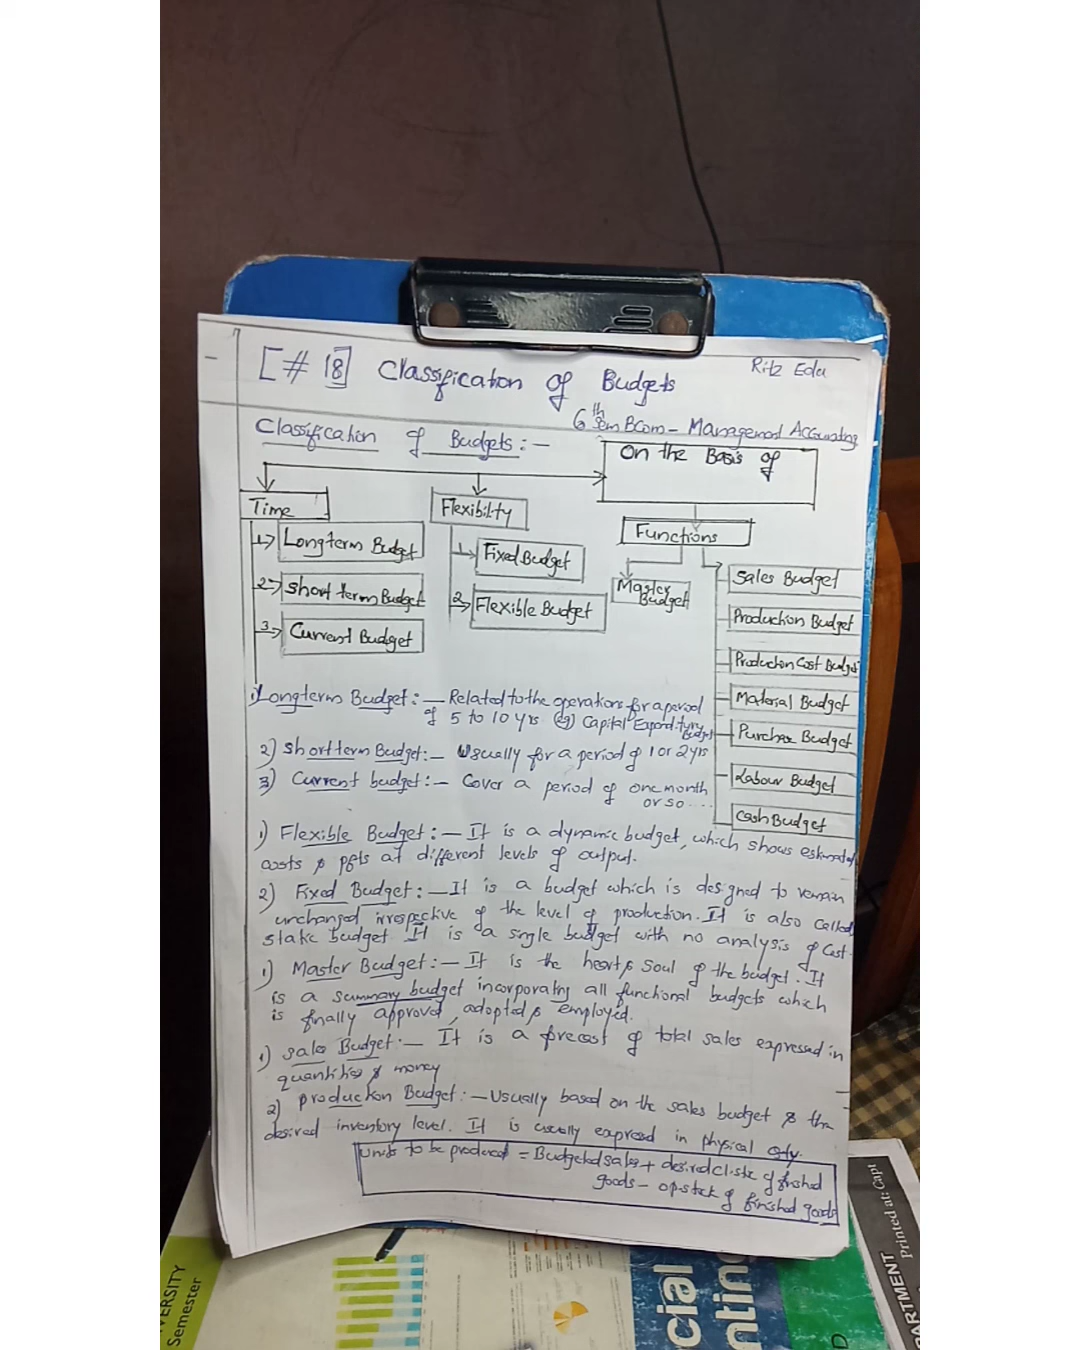 [# 18] Classification of Budgets
Ritz Edu
6th Sem BCom - Management Accounting
Classification of Budgets :-
On the Basis of
Time
Flexibility
Functions
1 Longterm Budget
2 Short term Budget
3 Current Budget
1 Fixed Budget
2 Flexible Budget
Master Budget
Sales Budget
Production Budget
Production Cost Budget
Material Budget
Purchase Budget
Labour Budget
Cash Budget
1) Longterm Budget :- Related to the operations for a period
of 5 to 10 yrs (eg) Capital Expenditure Budget
2) Short term Budget :- Usually for a period of 1 or 2 yrs
3) Current budget :- Cover a period of one month
or so....
1) Flexible Budget :- It is a dynamic budget, which shows estimated
costs & pfts at different levels of output.
2) Fixed Budget :- It is a budget which is designed to remain
unchanged irrespective of the level of production. It is also called
static budget. It is a single budget with no analysis of Cost.
1) Master Budget :- It is the heart & soul of the budget. It
is a summary budget incorporating all functional budgets which
is finally approved, adopted & employed.
1) Sales Budget :- It is a forecast of total sales expressed in
quantities & money
2) Production Budget :- Usually based on the sales budget & the
desired inventory level. It is usually expressed in physical qty.
Units to be produced = Budgeted sales + desired cl.stk of finished
goods - op.stock of finished goods
VERSITY
Semester
cial
ntin
ARTMENT
Printed at: Capt